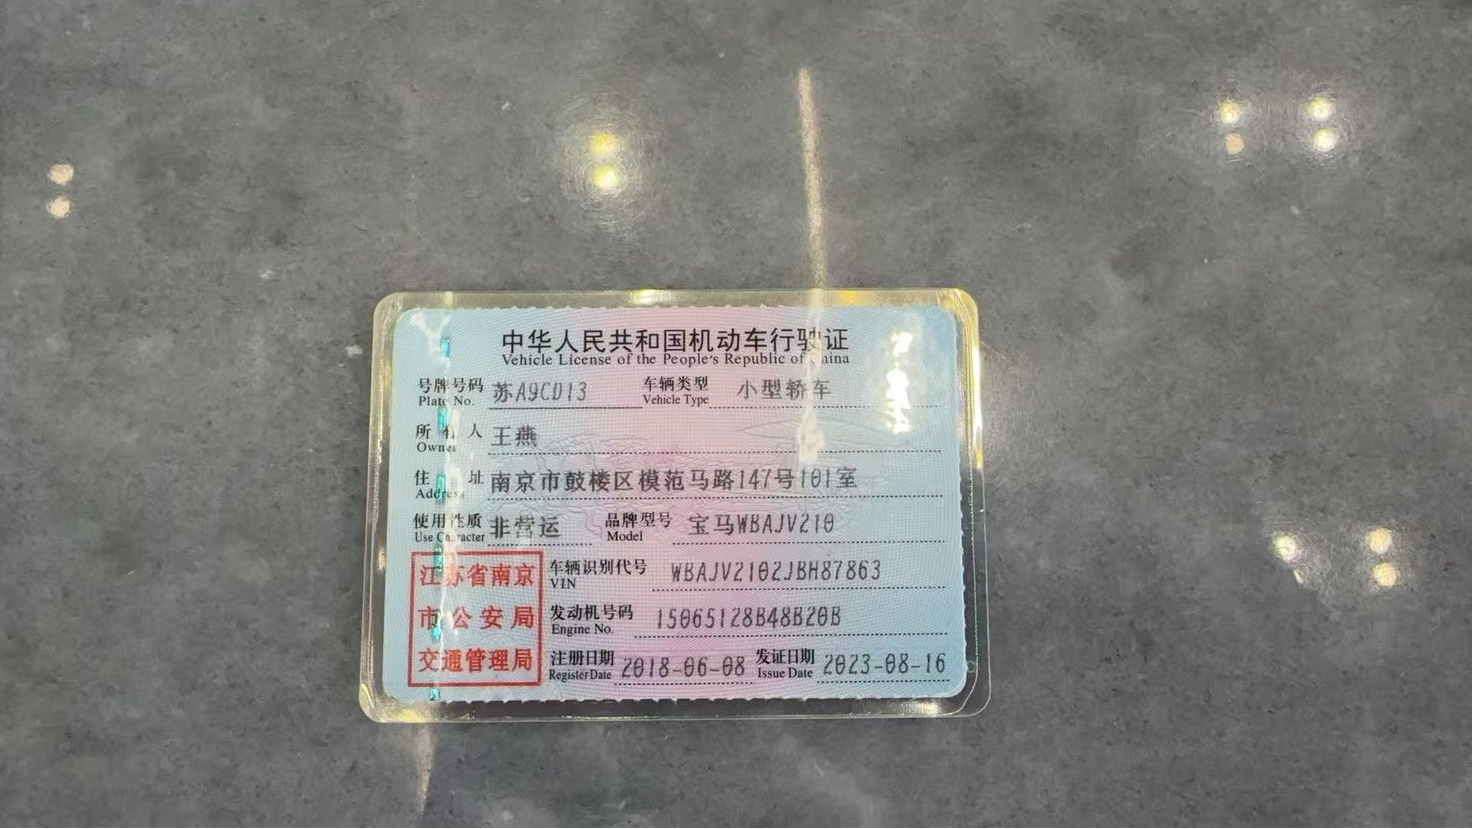 中华人民共和国机动车行驶证
Vehicle License of the People's Republic of China
号牌号码 苏A9CD13 车辆类型 小型轿车
Plate No. Vehicle Type
所有人 王燕
Owner
住址 南京市鼓楼区模范马路147号101室
Address
使用性质 非营运 品牌型号 宝马WBAJV210
Use Character Model
江苏省南京 车辆识别代号 WBAJV2102JBH87863
VIN
市公安局 发动机号码 15065128B48B20B
Engine No.
交通管理局 注册日期 2018-06-08 发证日期 2023-08-16
Register Date Issue Date